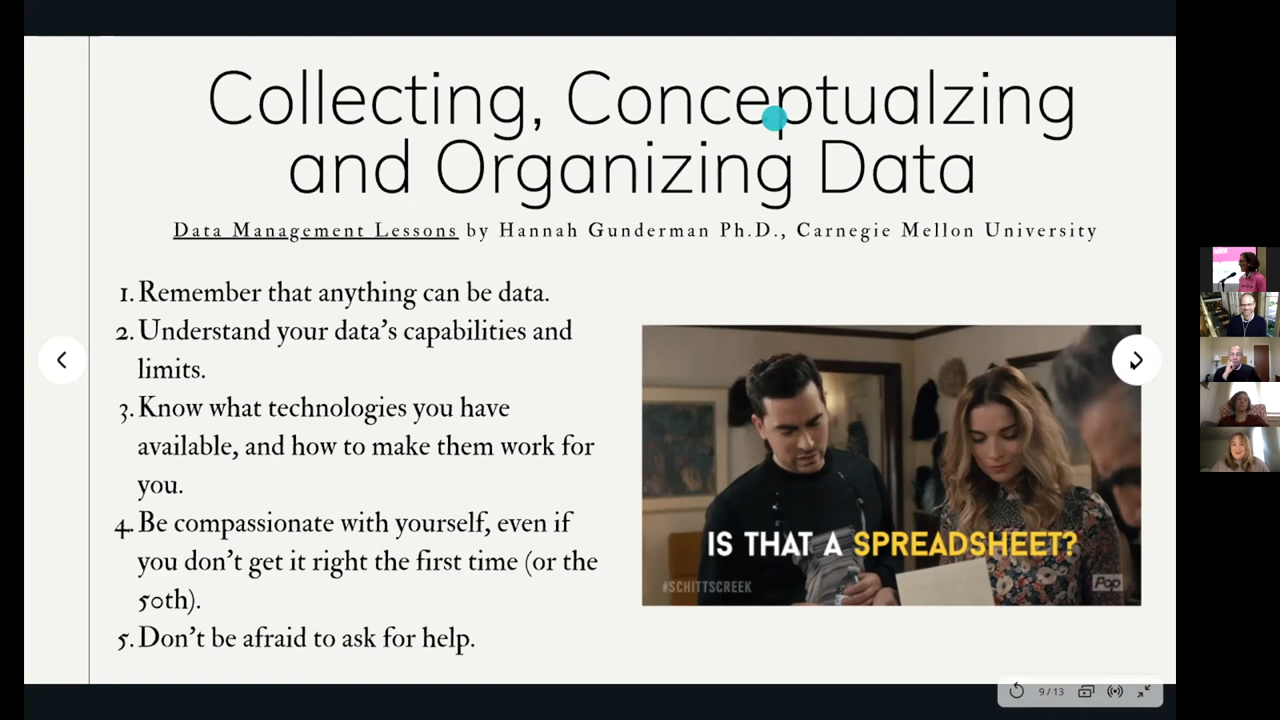 Collecting, Conceptualzing
and Organizing Data
Data Management Lessons by Hannah Gunderman Ph.D., Carnegie Mellon University
1. Remember that anything can be data.
2. Understand your data's capabilities and
limits.
3. Know what technologies you have
available, and how to make them work for
you.
4. Be compassionate with yourself, even if
you don't get it right the first time (or the
50th).
5. Don't be afraid to ask for help.
IS THAT A SPREADSHEET?
#SCHITTSCREEK
Pop
9 / 13